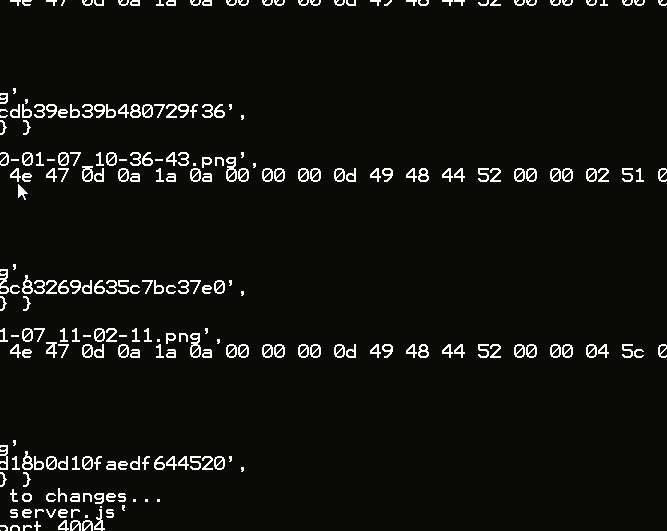 4e 47 0d 0a 1a 0a 00 00 00 0d 49 48 44 52 00 00 01 00 0
g',
cdb39eb39b480729f36',
} }
0-01-07_10-36-43.png',
4e 47 0d 0a 1a 0a 00 00 00 0d 49 48 44 52 00 00 02 51 0
g',
6c83269d635c7bc37e0',
} }
1-07_11-02-11.png',
4e 47 0d 0a 1a 0a 00 00 00 0d 49 48 44 52 00 00 04 5c 0
g',
d18b0d10faedf644520',
} }
to changes...
server.js'
port 4004